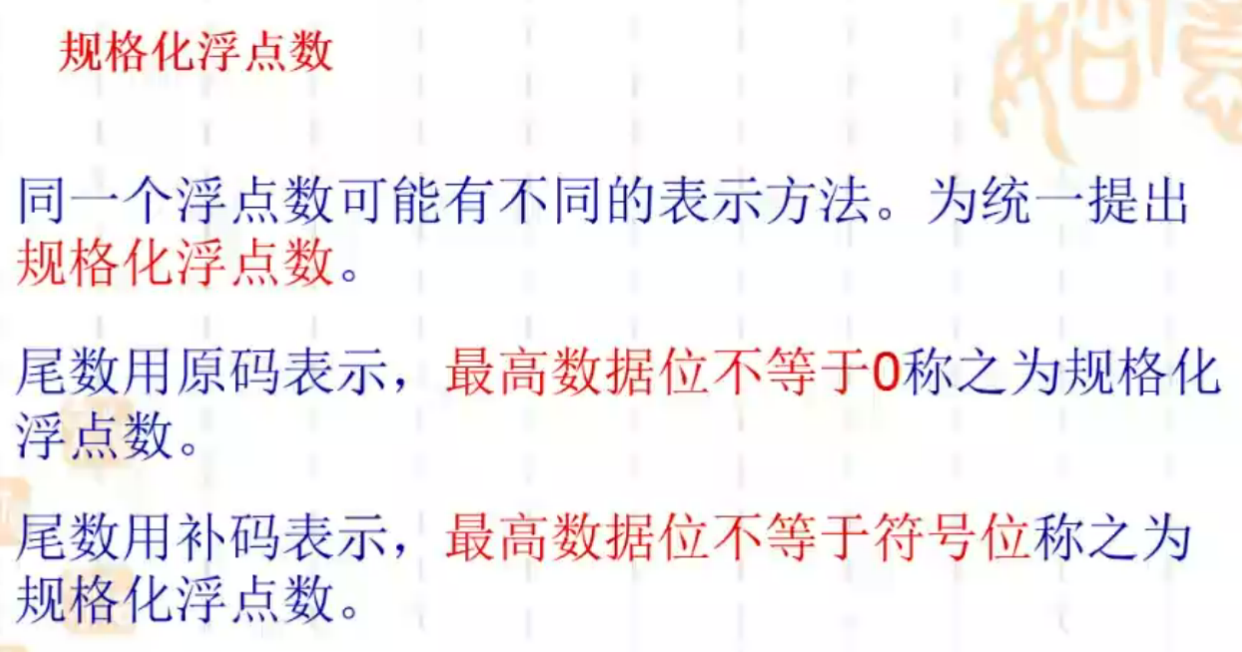 规格化浮点数
同一个浮点数可能有不同的表示方法。为统一提出
规格化浮点数。
尾数用原码表示，最高数据位不等于0称之为规格化
浮点数。
尾数用补码表示，最高数据位不等于符号位称之为
规格化浮点数。